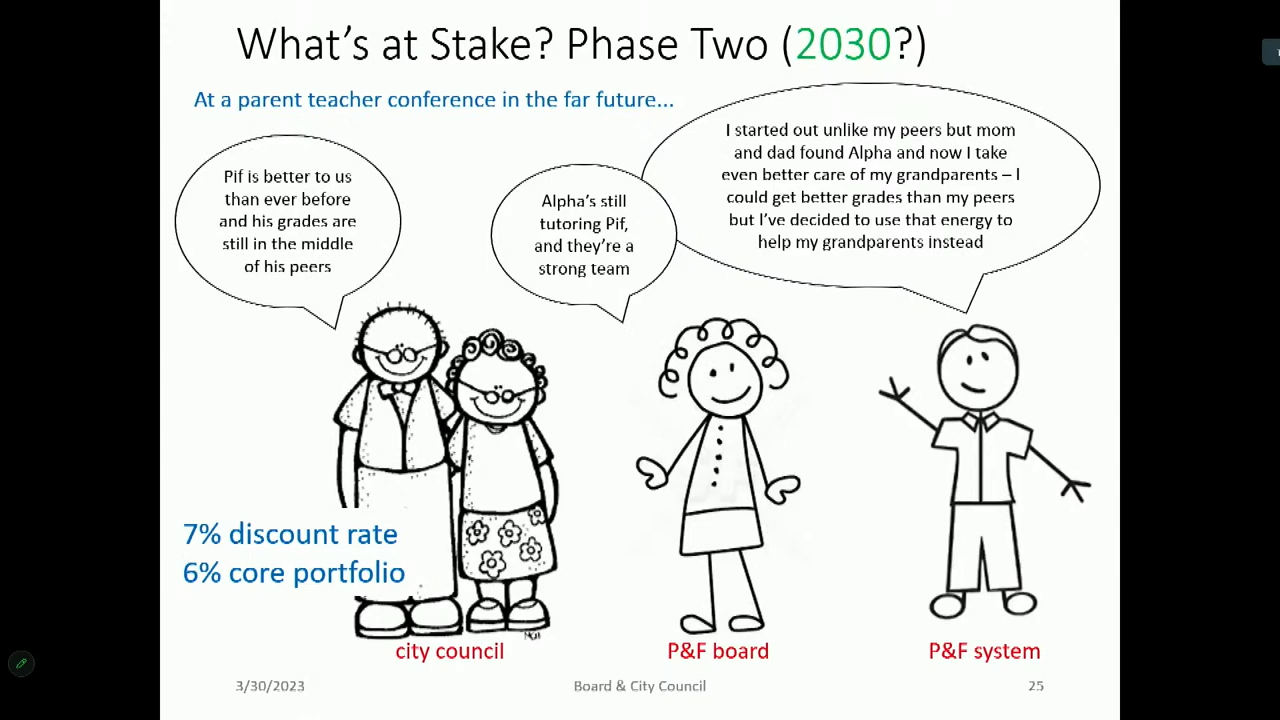 What's at Stake? Phase Two (2030?)
At a parent teacher conference in the far future...
Pif is better to us
than ever before
and his grades are
still in the middle
of his peers
Alpha's still
tutoring Pif,
and they're a
strong team
I started out unlike my peers but mom
and dad found Alpha and now I take
even better care of my grandparents – I
could get better grades than my peers
but I've decided to use that energy to
help my grandparents instead
7% discount rate
6% core portfolio
city council
P&F board
P&F system
3/30/2023
Board & City Council
25